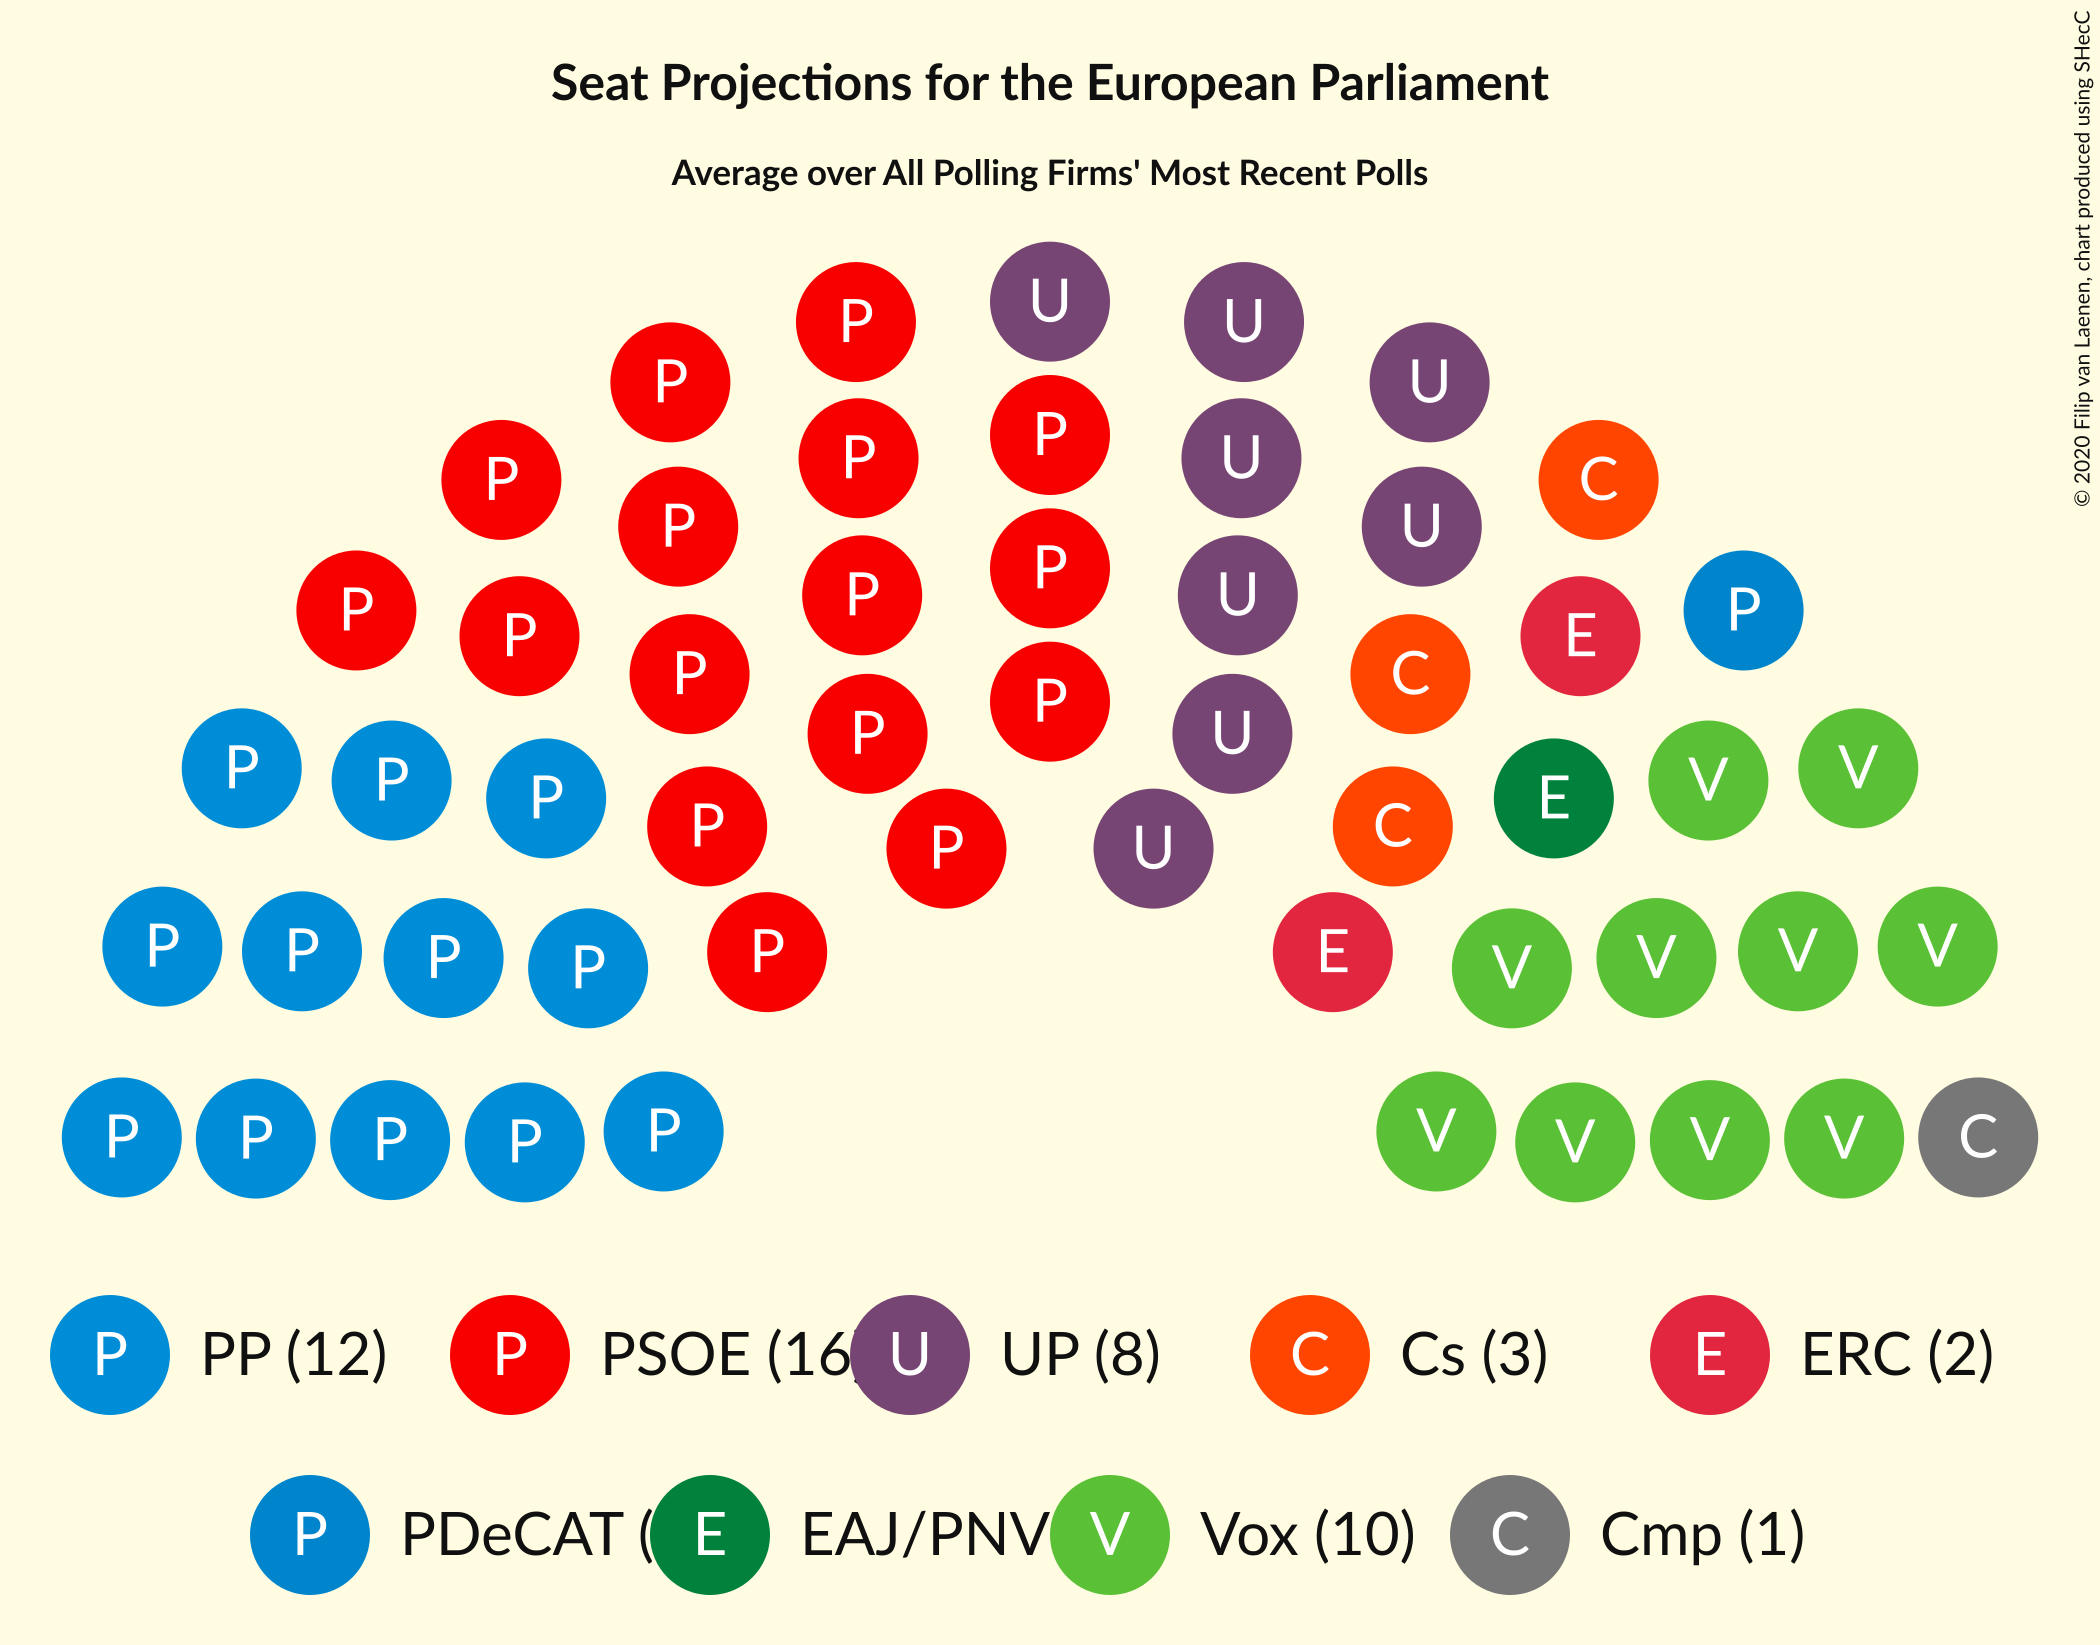 Seat Projections for the European Parliament
Average over All Polling Firms' Most Recent Polls
© 2020 Filip van Laenen, chart produced using SHecC
P U U
P U
P P P U C
P U
P P P P U E P
P P P U C
P P P P P U C E V V
P P P P P E V V V V
P P P P P V V V V C
P PP (12) P PSOE (16) U UP (8) C Cs (3) E ERC (2)
P PDeCAT ( E EAJ/PNV V Vox (10) C Cmp (1)